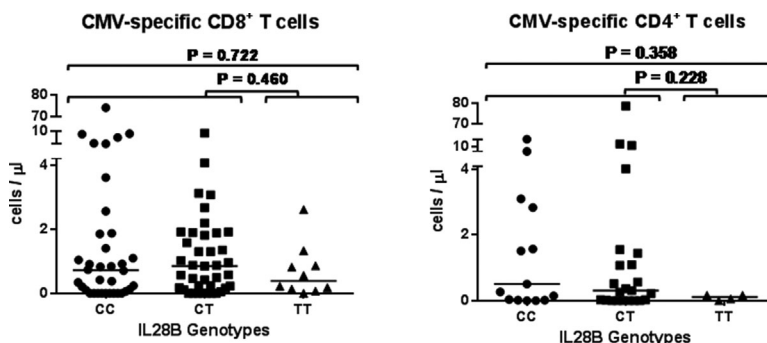 CMV-specific CD8⁺ T cells
P = 0.722
P = 0.460
80
70
10
4
2
0
cells / µl
CC CT TT
IL28B Genotypes
CMV-specific CD4⁺ T cells
P = 0.358
P = 0.228
80
70
10
4
2
0
cells / µl
CC CT TT
IL28B Genotypes